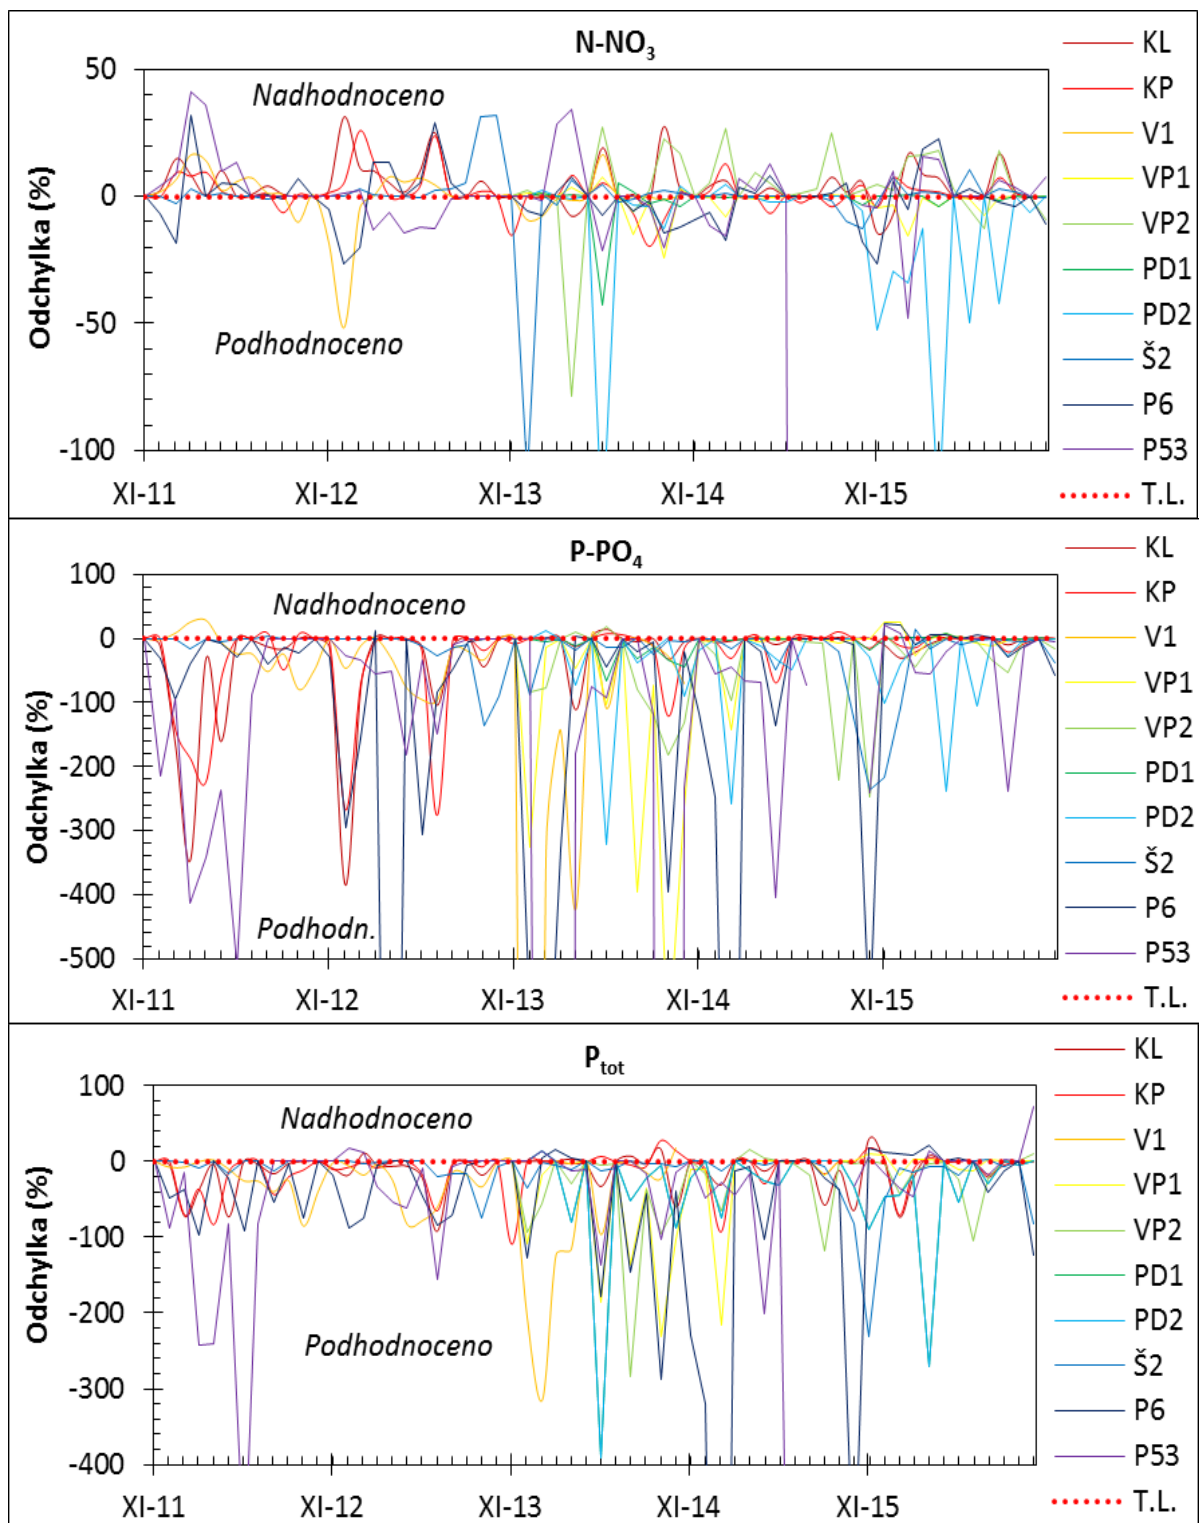 N-NO₃
50
0
-50
-100
Odchylka (%)
Nadhodnoceno
Podhodnoceno
XI-11
XI-12
XI-13
XI-14
XI-15
KL
KP
V1
VP1
VP2
PD1
PD2
Š2
P6
P53
T.L.
P-PO₄
100
0
-100
-200
-300
-400
-500
Odchylka (%)
Nadhodnoceno
Podhodn.
XI-11
XI-12
XI-13
XI-14
XI-15
KL
KP
V1
VP1
VP2
PD1
PD2
Š2
P6
P53
T.L.
Ptot
100
0
-100
-200
-300
-400
Odchylka (%)
Nadhodnoceno
Podhodnoceno
XI-11
XI-12
XI-13
XI-14
XI-15
KL
KP
V1
VP1
VP2
PD1
PD2
Š2
P6
P53
T.L.